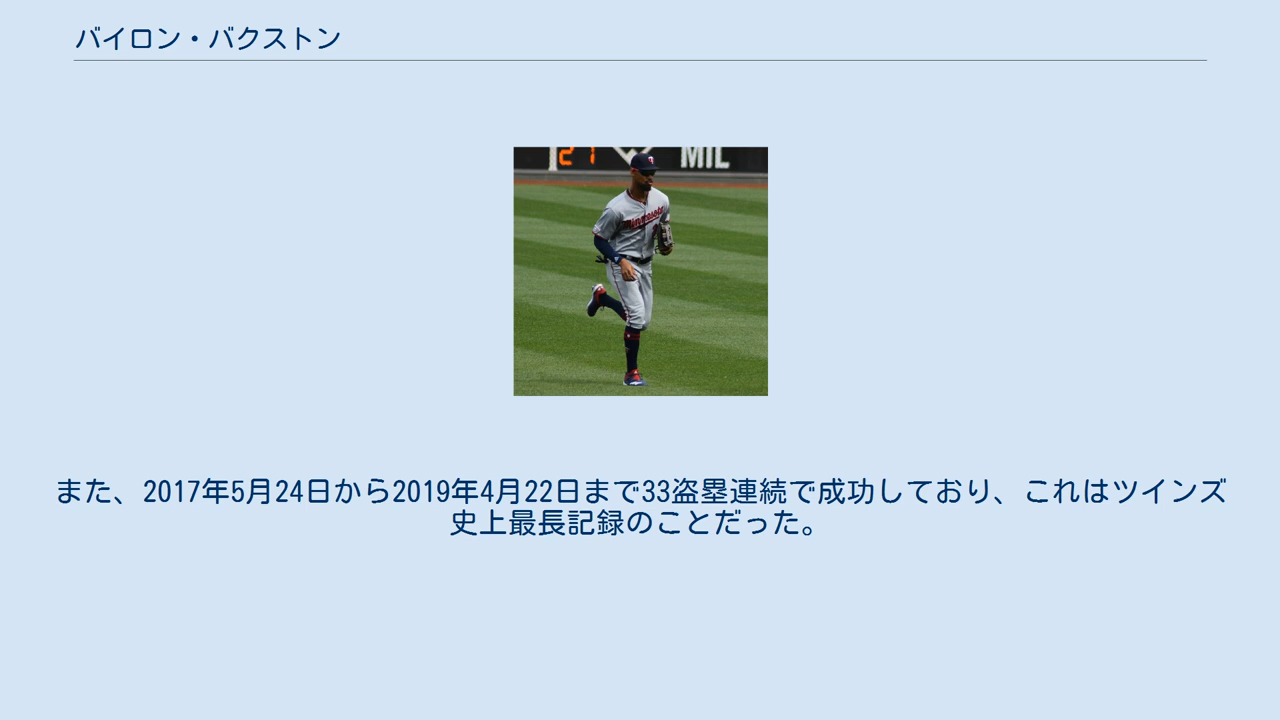 バイロン・バクストン
21
MIL
Minnesota
また、2017年5月24日から2019年4月22日まで33盗塁連続で成功しており、これはツインズ
史上最長記録のことだった。